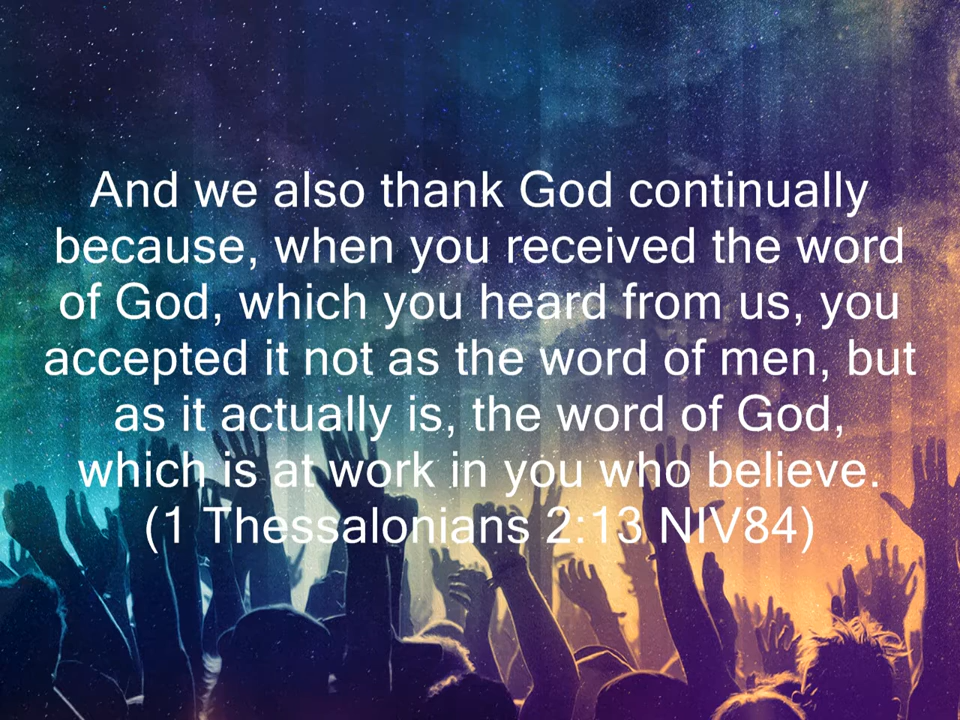 And we also thank God continually
because, when you received the word
of God, which you heard from us, you
accepted it not as the word of men, but
as it actually is, the word of God,
which is at work in you who believe.
(1 Thessalonians 2:13 NIV84)